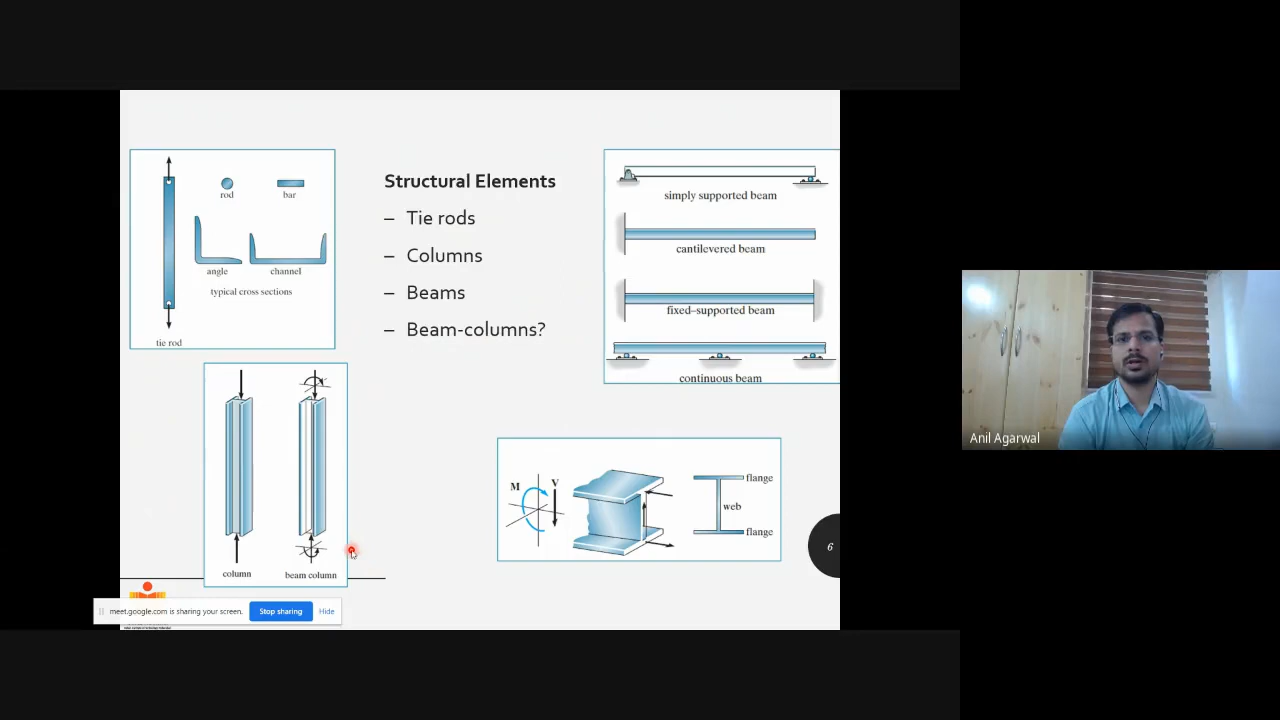 Structural Elements
– Tie rods
– Columns
– Beams
– Beam-columns?
rod
bar
angle
channel
typical cross sections
tie rod
simply supported beam
cantilevered beam
fixed–supported beam
continuous beam
column
beam column
M
V
flange
web
flange
6
meet.google.com is sharing your screen.
Stop sharing
Hide
Anil Agarwal